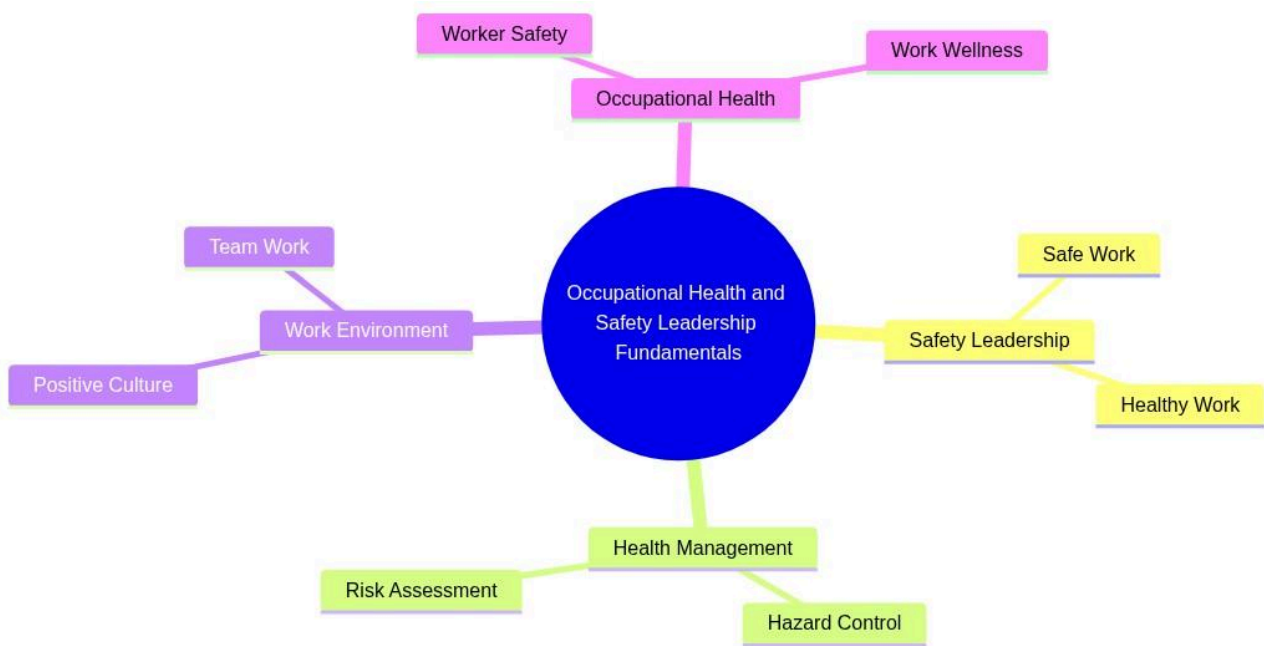 Worker Safety
Work Wellness
Occupational Health
Team Work
Safe Work
Occupational Health and
Safety Leadership
Fundamentals
Work Environment
Safety Leadership
Positive Culture
Healthy Work
Health Management
Risk Assessment
Hazard Control